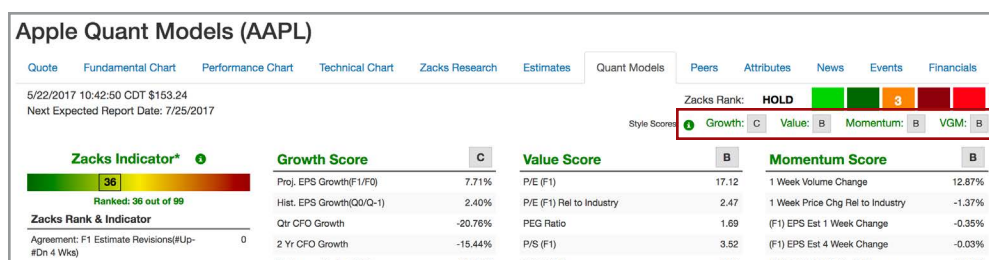 Apple Quant Models (AAPL)
Quote Fundamental Chart Performance Chart Technical Chart Zacks Research Estimates Quant Models Peers Attributes News Events Financials
5/22/2017 10:42:50 CDT $153.24
Next Expected Report Date: 7/25/2017
Zacks Rank: HOLD 3
Style Scores Growth: C Value: B Momentum: B VGM: B
Zacks Indicator*
36
Ranked: 36 out of 99
Zacks Rank & Indicator
Agreement: F1 Estimate Revisions(#Up- 0
#Dn 4 Wks)
Growth Score C
Proj. EPS Growth(F1/F0) 7.71%
Hist. EPS Growth(Q0/Q-1) 2.40%
Qtr CFO Growth -20.76%
2 Yr CFO Growth -15.44%
Value Score B
P/E (F1) 17.12
P/E (F1) Rel to Industry 2.47
PEG Ratio 1.69
P/S (F1) 3.52
Momentum Score B
1 Week Volume Change 12.87%
1 Week Price Chg Rel to Industry -1.37%
(F1) EPS Est 1 Week Change -0.35%
(F1) EPS Est 4 Week Change -0.03%